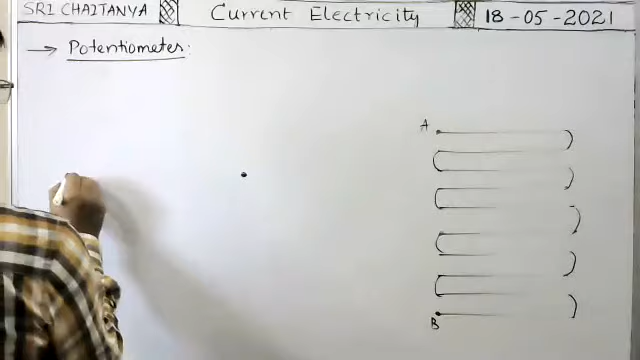 SRI CHAITANYA
Current Electricity
18-05-2021
→ Potentiometer:
A
B